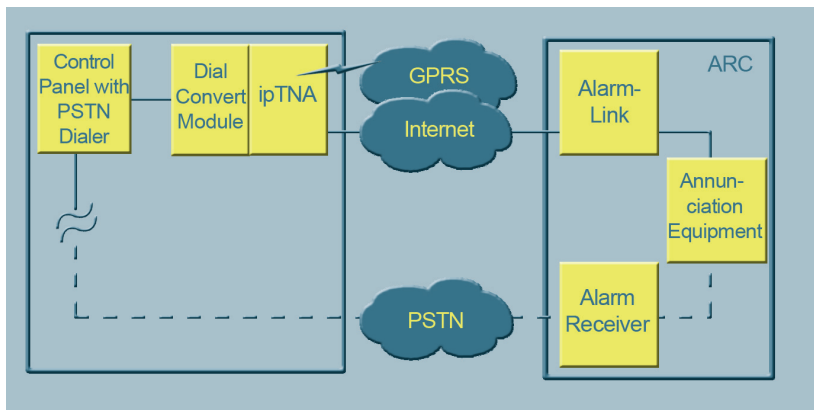 Control
Panel with
PSTN
Dialer
Dial
Convert
Module
ipTNA
GPRS
Internet
ARC
Alarm-
Link
Annun-
ciation
Equipment
PSTN
Alarm
Receiver